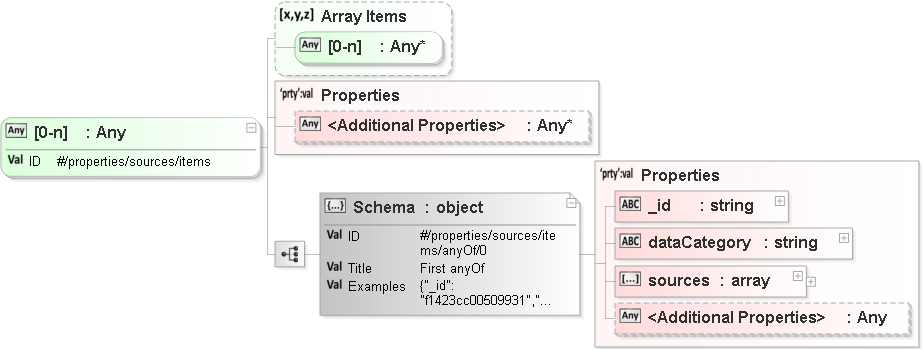 [x,y,z] Array Items
Any [0-n] : Any*
'prty':val Properties
Any <Additional Properties> : Any*
Any [0-n] : Any
Val ID #/properties/sources/items
{...} Schema : object
Val ID #/properties/sources/ite
ms/anyOf/0
Val Title First anyOf
Val Examples {"_id":
"f1423cc00509931","...
'prty':val Properties
ABC _id : string
ABC dataCategory : string
[...] sources : array
Any <Additional Properties> : Any